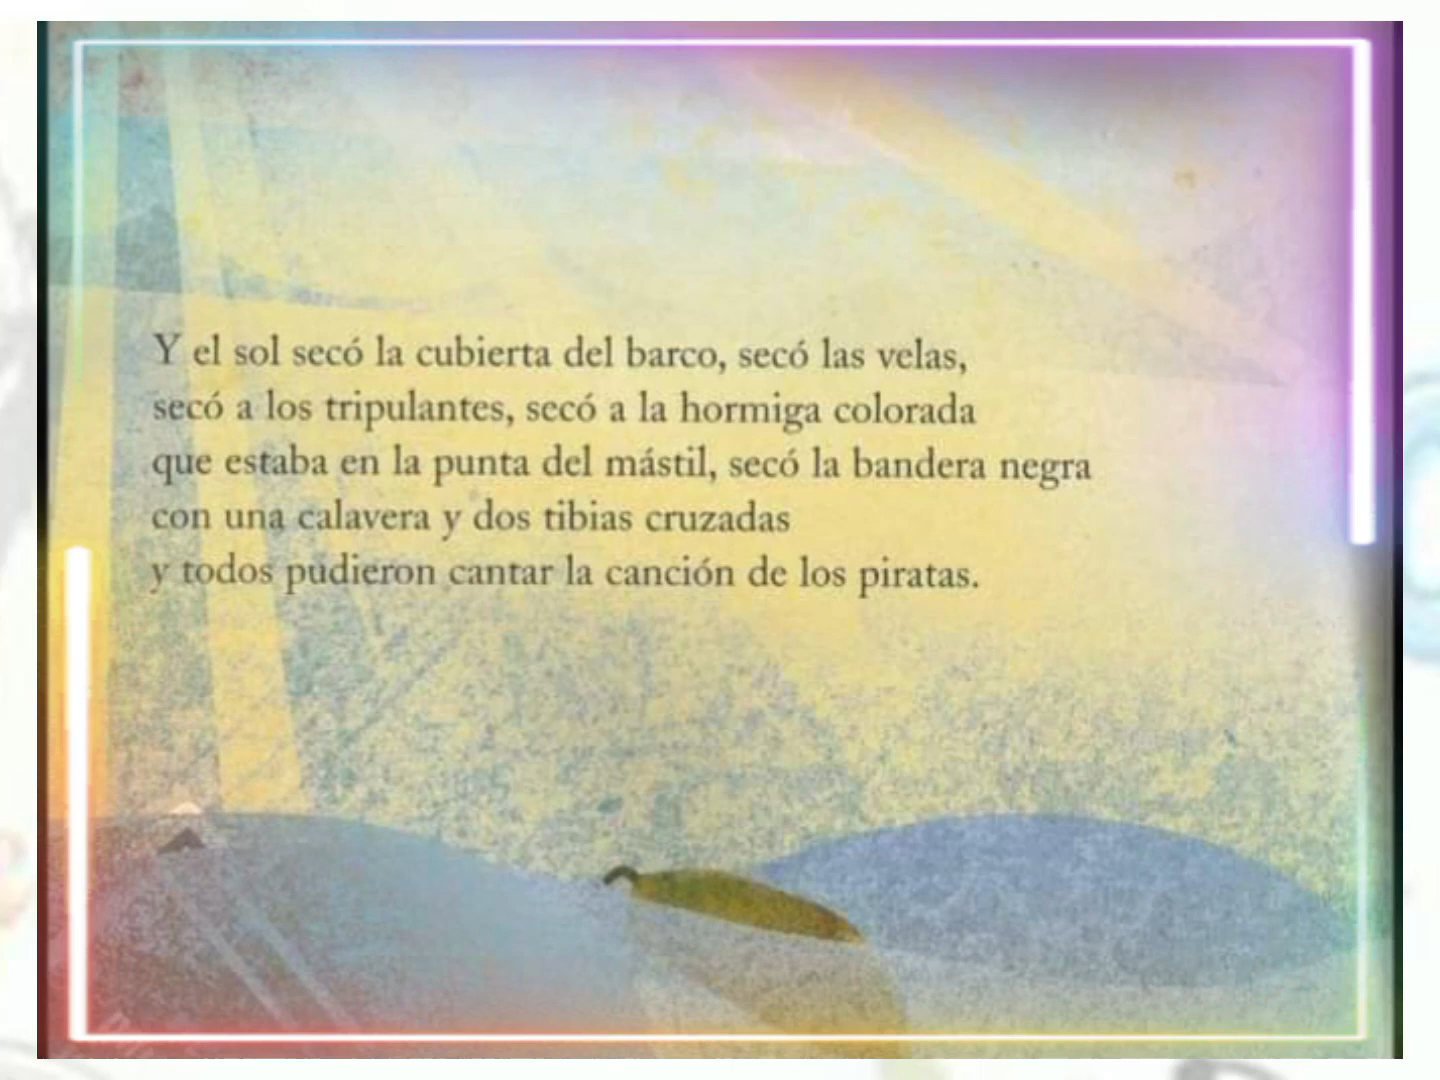 Y el sol secó la cubierta del barco, secó las velas,
secó a los tripulantes, secó a la hormiga colorada
que estaba en la punta del mástil, secó la bandera negra
con una calavera y dos tibias cruzadas
y todos pudieron cantar la canción de los piratas.